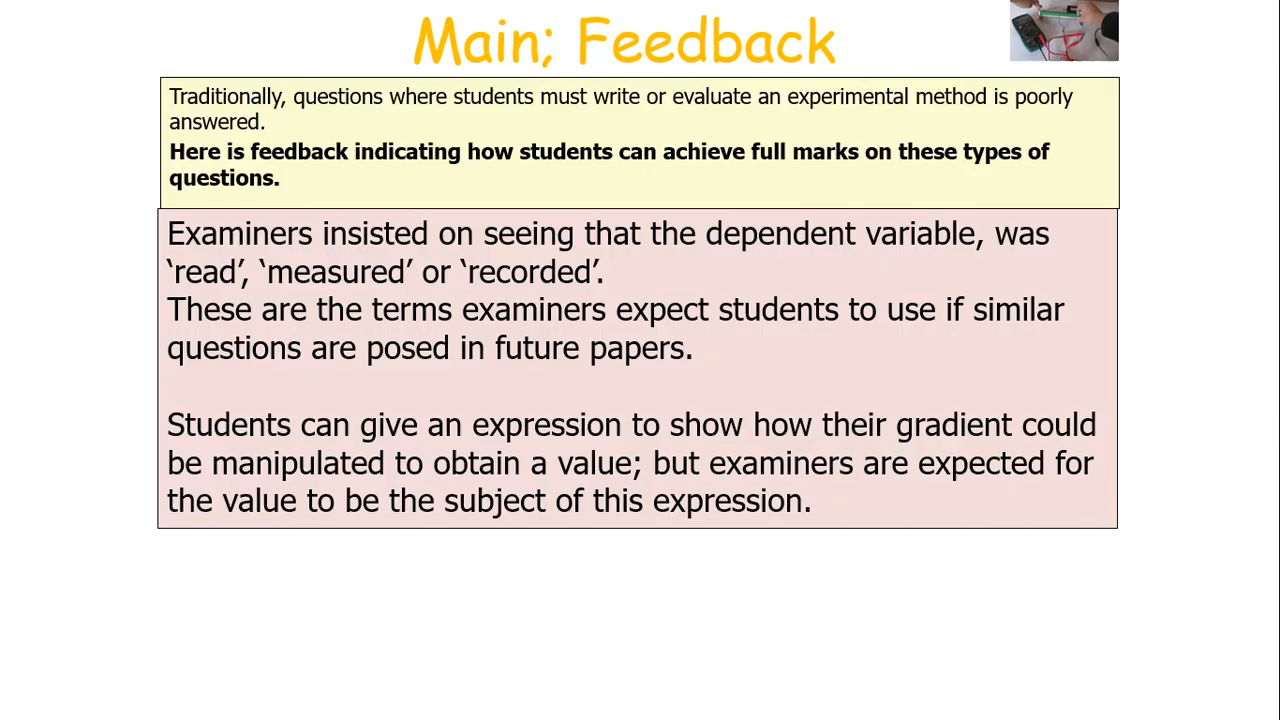 Main; Feedback
Traditionally, questions where students must write or evaluate an experimental method is poorly
answered.
Here is feedback indicating how students can achieve full marks on these types of
questions.
Examiners insisted on seeing that the dependent variable, was
‘read’, ‘measured’ or ‘recorded’.
These are the terms examiners expect students to use if similar
questions are posed in future papers.
Students can give an expression to show how their gradient could
be manipulated to obtain a value; but examiners are expected for
the value to be the subject of this expression.